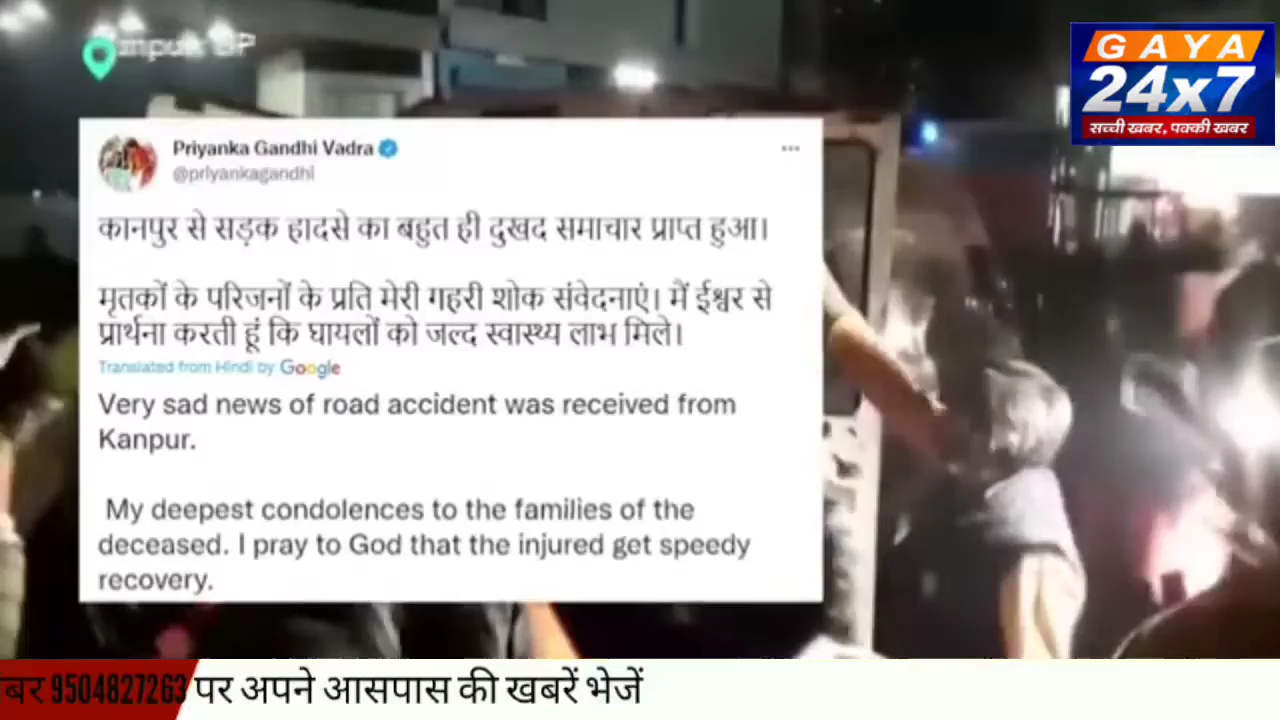 Kanpur, UP
GAYA
24x7
सच्ची खबर, पक्की खबर
Priyanka Gandhi Vadra
@priyankagandhi
कानपुर से सड़क हादसे का बहुत ही दुखद समाचार प्राप्त हुआ।
मृतकों के परिजनों के प्रति मेरी गहरी शोक संवेदनाएं। मैं ईश्वर से
प्रार्थना करती हूं कि घायलों को जल्द स्वास्थ्य लाभ मिले।
Translated from Hindi by Google
Very sad news of road accident was received from
Kanpur.
My deepest condolences to the families of the
deceased. I pray to God that the injured get speedy
recovery.
9504827263 पर अपने आसपास की खबरें भेजें